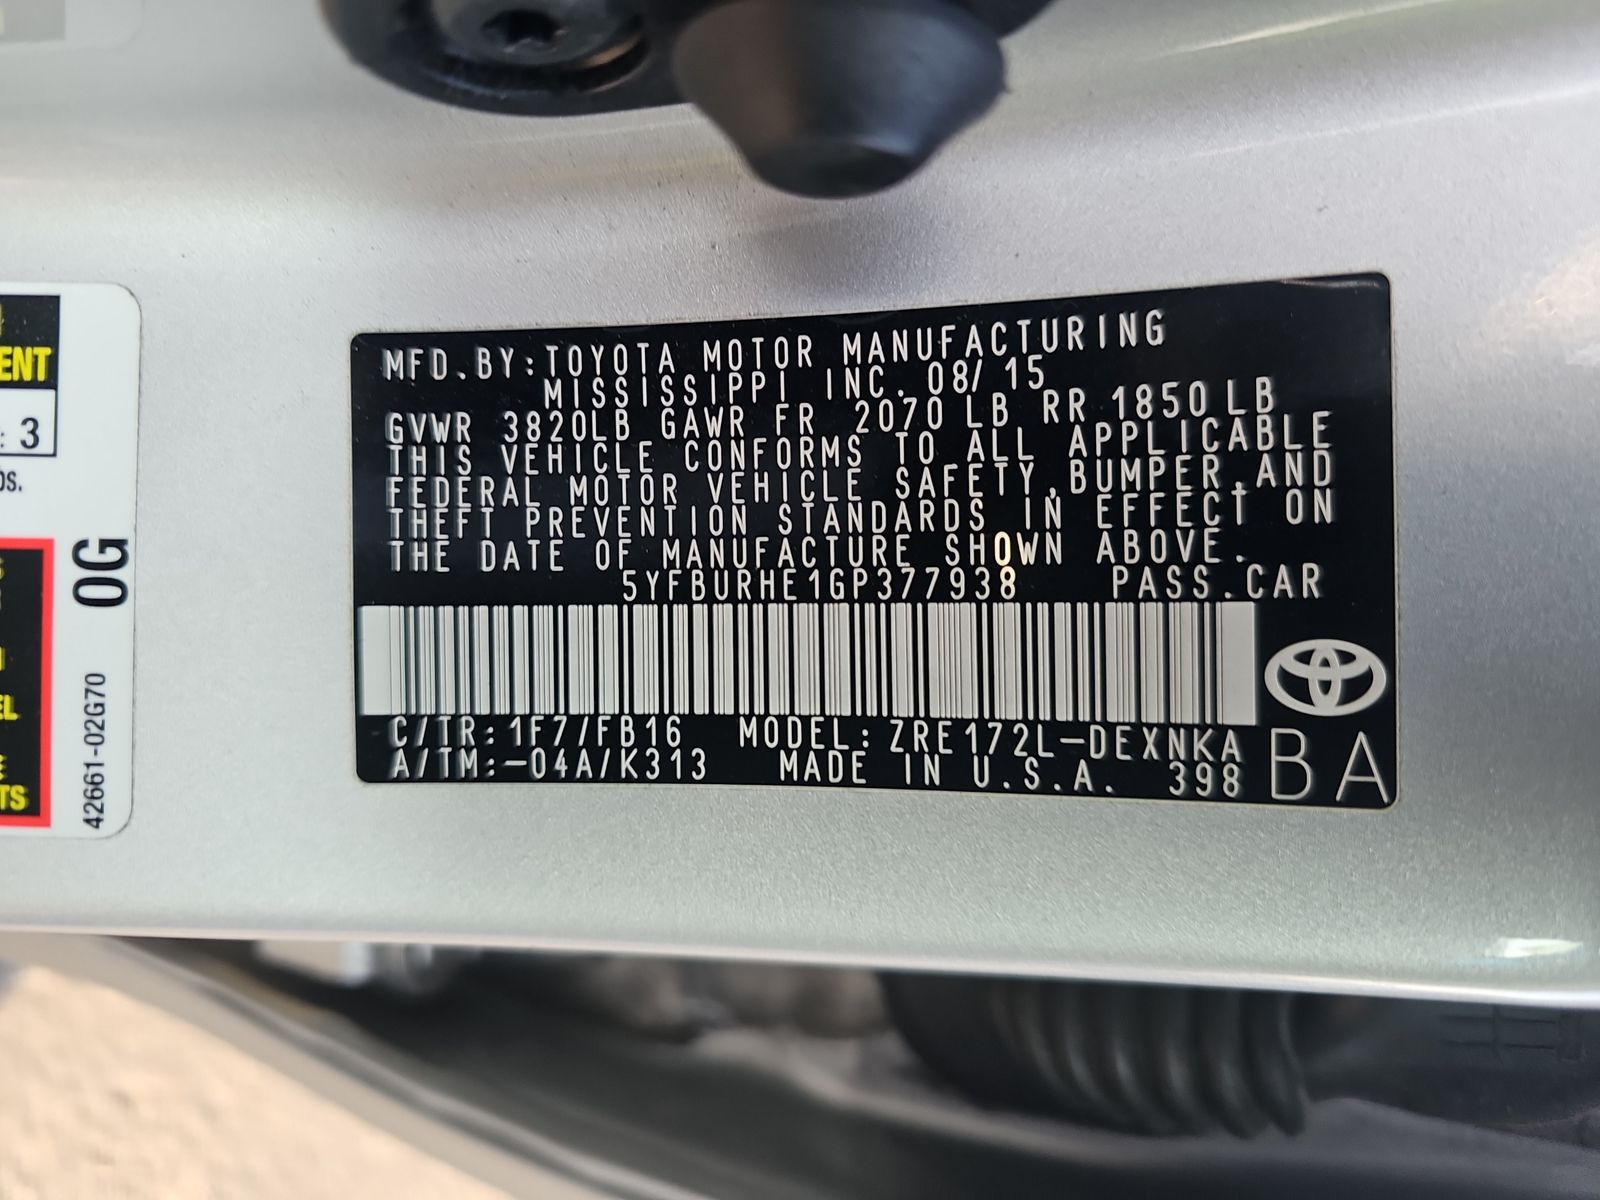 ENT
: 3
OS.
0G
EL
TS
42661-02G70
MFD.BY:TOYOTA MOTOR MANUFACTURING
MISSISSIPPI INC. 08/15
GVWR 3820LB GAWR FR 2070 LB RR 1850 LB
THIS VEHICLE CONFORMS TO ALL APPLICABLE
FEDERAL MOTOR VEHICLE SAFETY,BUMPER,AND
THEFT PREVENTION STANDARDS IN EFFECT ON
THE DATE OF MANUFACTURE SHOWN ABOVE.
5YFBURHE1GP377938 PASS.CAR
C/TR:1F7/FB16 MODEL:ZRE172L-DEXNKA
A/TM:-04A/K313 MADE IN U.S.A. 398
BA